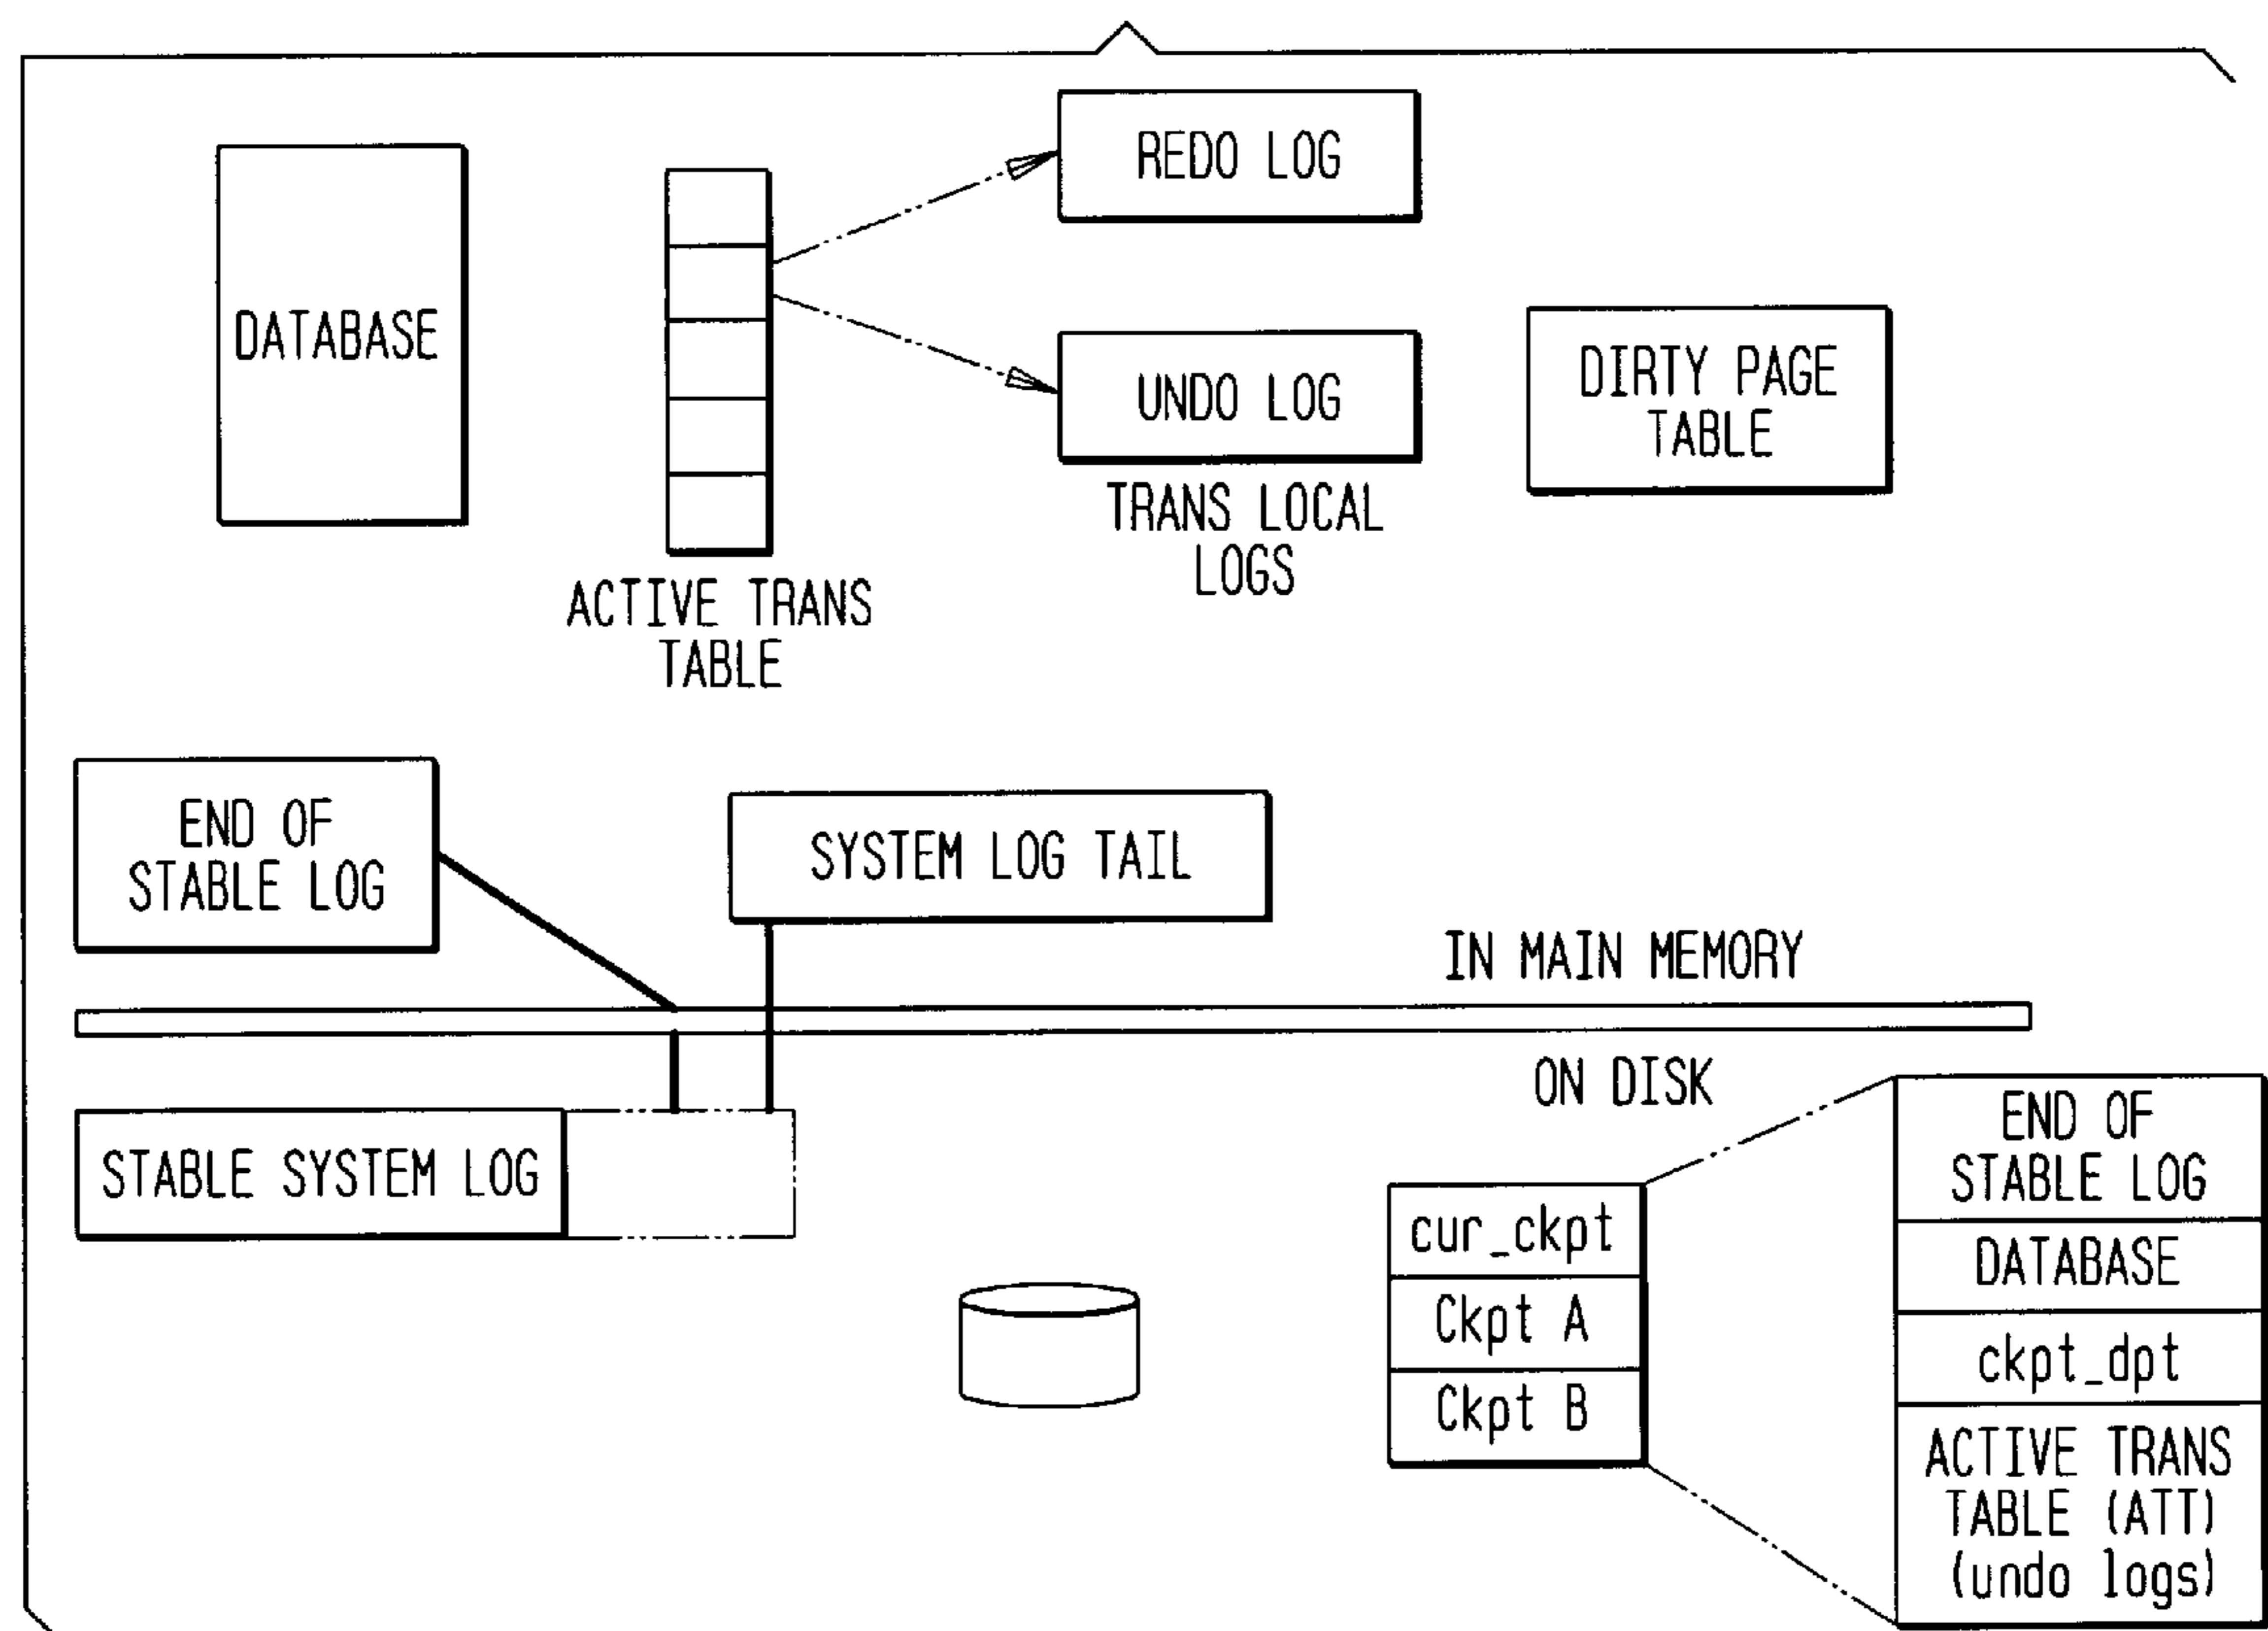 DATABASE
REDO LOG
UNDO LOG
TRANS LOCAL
LOGS
DIRTY PAGE
TABLE
ACTIVE TRANS
TABLE
END OF
STABLE LOG
SYSTEM LOG TAIL
IN MAIN MEMORY
ON DISK
STABLE SYSTEM LOG
cur_ckpt
Ckpt A
Ckpt B
END OF
STABLE LOG
DATABASE
ckpt_dpt
ACTIVE TRANS
TABLE (ATT)
(undo logs)